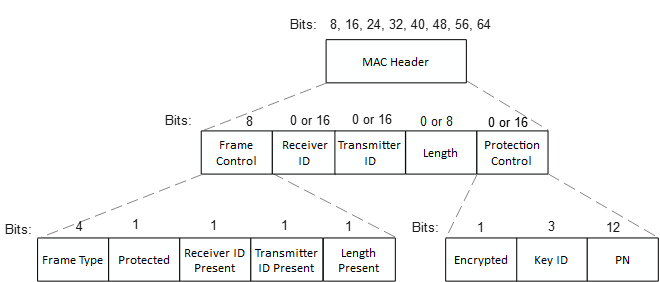 Bits: 8, 16, 24, 32, 40, 48, 56, 64
MAC Header
Bits: 8 0 or 16 0 or 16 0 or 8 0 or 16
Frame Control
Receiver ID
Transmitter ID
Length
Protection Control
Bits: 4 1 1 1 1
Frame Type
Protected
Receiver ID Present
Transmitter ID Present
Length Present
Bits: 1 3 12
Encrypted
Key ID
PN